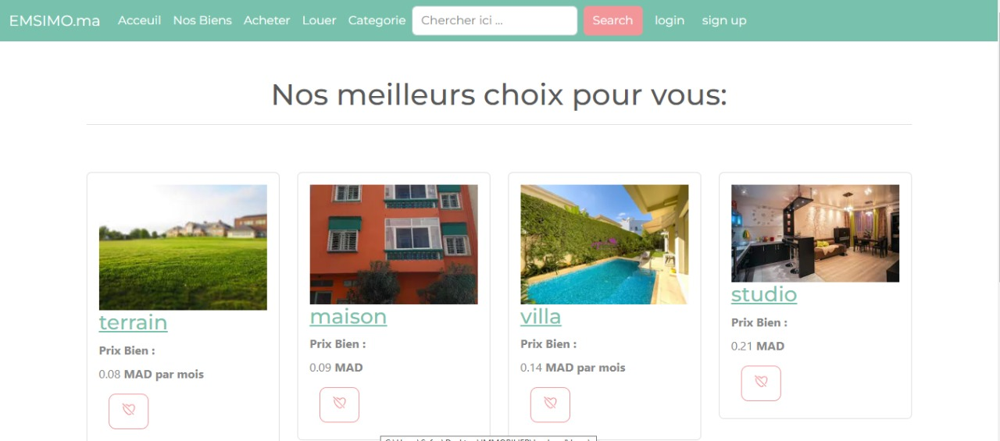 EMSIMO.ma Acceuil Nos Biens Acheter Louer Categorie Chercher ici ... Search login sign up
Nos meilleurs choix pour vous:
terrain
Prix Bien :
0.08 MAD par mois
maison
Prix Bien :
0.09 MAD
villa
Prix Bien :
0.14 MAD par mois
studio
Prix Bien :
0.21 MAD